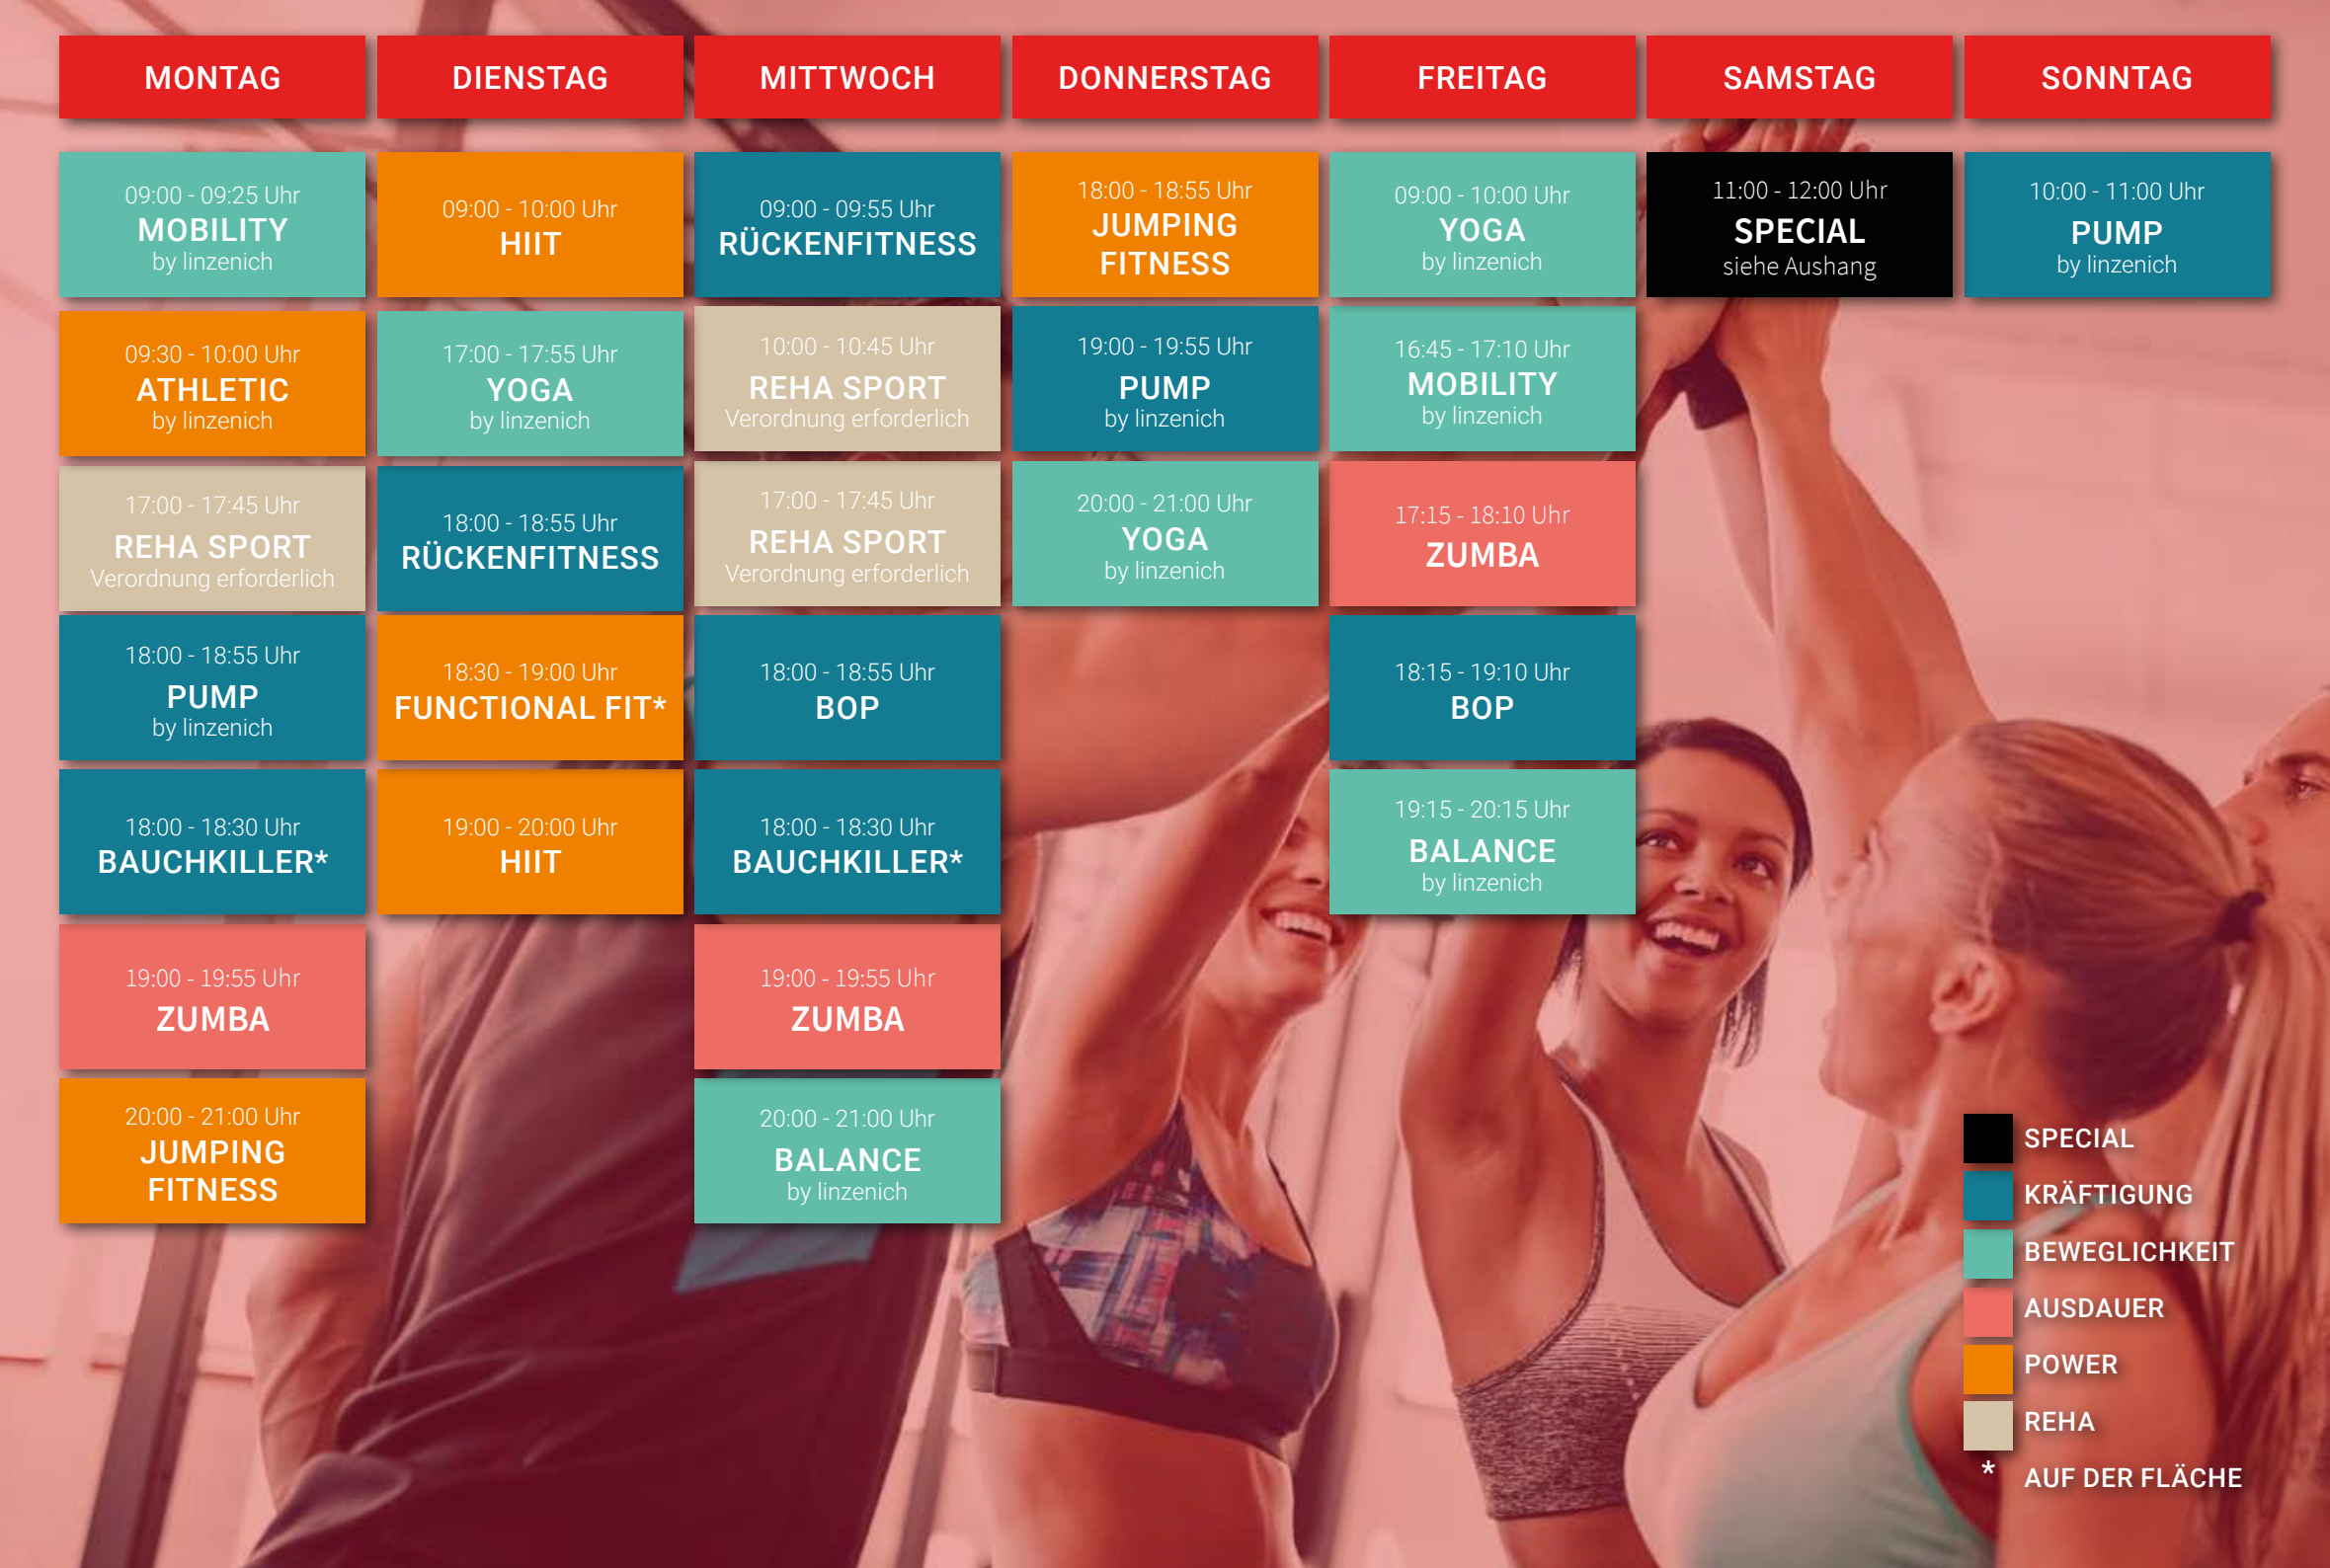 MONTAG
DIENSTAG
MITTWOCH
DONNERSTAG
FREITAG
SAMSTAG
SONNTAG
09:00 - 09:25 Uhr
MOBILITY
by linzenich
09:30 - 10:00 Uhr
ATHLETIC
by linzenich
17:00 - 17:45 Uhr
REHA SPORT
Verordnung erforderlich
18:00 - 18:55 Uhr
PUMP
by linzenich
18:00 - 18:30 Uhr
BAUCHKILLER*
19:00 - 19:55 Uhr
ZUMBA
20:00 - 21:00 Uhr
JUMPING
FITNESS
09:00 - 10:00 Uhr
HIIT
17:00 - 17:55 Uhr
YOGA
by linzenich
18:00 - 18:55 Uhr
RÜCKENFITNESS
18:30 - 19:00 Uhr
FUNCTIONAL FIT*
19:00 - 20:00 Uhr
HIIT
09:00 - 09:55 Uhr
RÜCKENFITNESS
10:00 - 10:45 Uhr
REHA SPORT
Verordnung erforderlich
17:00 - 17:45 Uhr
REHA SPORT
Verordnung erforderlich
18:00 - 18:55 Uhr
BOP
18:00 - 18:30 Uhr
BAUCHKILLER*
19:00 - 19:55 Uhr
ZUMBA
20:00 - 21:00 Uhr
BALANCE
by linzenich
18:00 - 18:55 Uhr
JUMPING
FITNESS
19:00 - 19:55 Uhr
PUMP
by linzenich
20:00 - 21:00 Uhr
YOGA
by linzenich
09:00 - 10:00 Uhr
YOGA
by linzenich
16:45 - 17:10 Uhr
MOBILITY
by linzenich
17:15 - 18:10 Uhr
ZUMBA
18:15 - 19:10 Uhr
BOP
19:15 - 20:15 Uhr
BALANCE
by linzenich
11:00 - 12:00 Uhr
SPECIAL
siehe Aushang
10:00 - 11:00 Uhr
PUMP
by linzenich
SPECIAL
KRÄFTIGUNG
BEWEGLICHKEIT
AUSDAUER
POWER
REHA
* AUF DER FLÄCHE